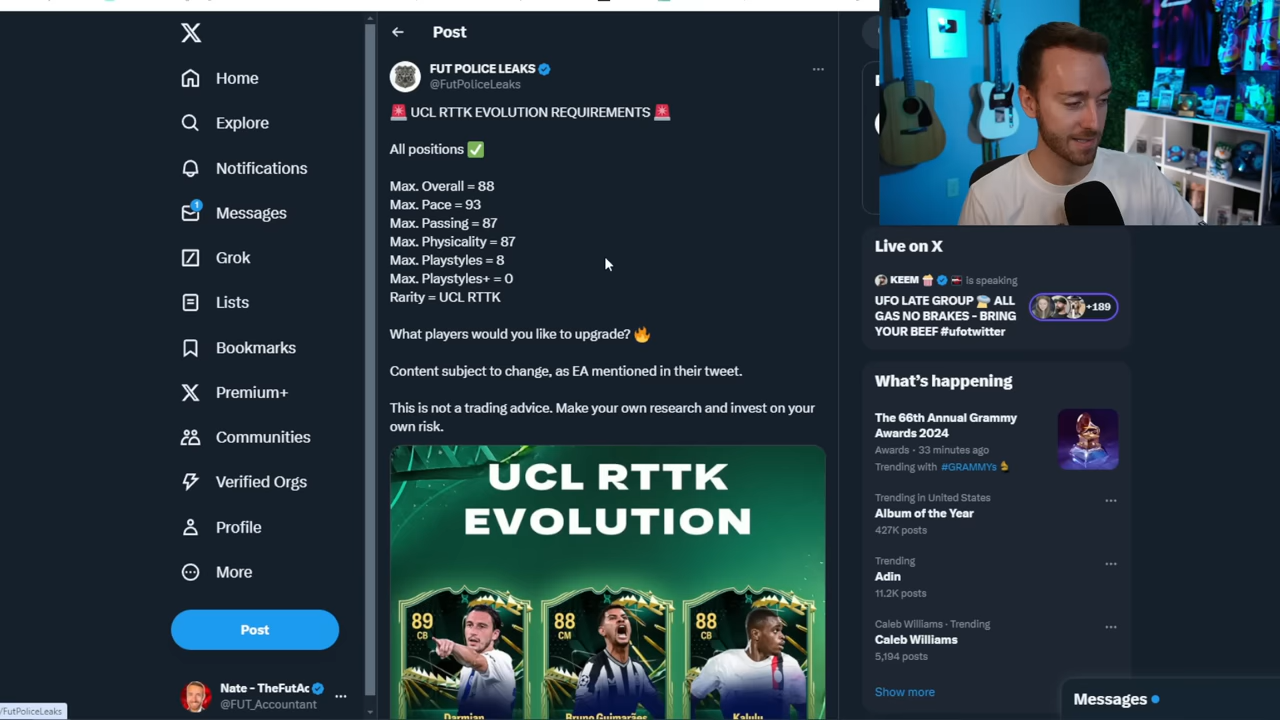 Home
Explore
Notifications
1
Messages
Grok
Lists
Bookmarks
Premium+
Communities
Verified Orgs
Profile
More
Post
Nate - TheFutAc
@FUT_Accountant
/FutPoliceLeaks
Post
FUT POLICE LEAKS
@FutPoliceLeaks
🚨 UCL RTTK EVOLUTION REQUIREMENTS 🚨
All positions ✅
Max. Overall = 88
Max. Pace = 93
Max. Passing = 87
Max. Physicality = 87
Max. Playstyles = 8
Max. Playstyles+ = 0
Rarity = UCL RTTK
What players would you like to upgrade? 🔥
Content subject to change, as EA mentioned in their tweet.
This is not a trading advice. Make your own research and invest on your
own risk.
UCL RTTK
EVOLUTION
89
CB
Darmian
88
CM
Bruno Guimarães
88
CB
Kalulu
Live on X
KEEM 🍿 is speaking
UFO LATE GROUP 🛸 ALL
GAS NO BRAKES - BRING
YOUR BEEF #ufotwitter
+189
What's happening
The 66th Annual Grammy
Awards 2024
Awards · 33 minutes ago
Trending with #GRAMMYs
Trending in United States
Album of the Year
427K posts
Trending
Adin
11.2K posts
Caleb Williams · Trending
Caleb Williams
5,194 posts
Show more
Messages